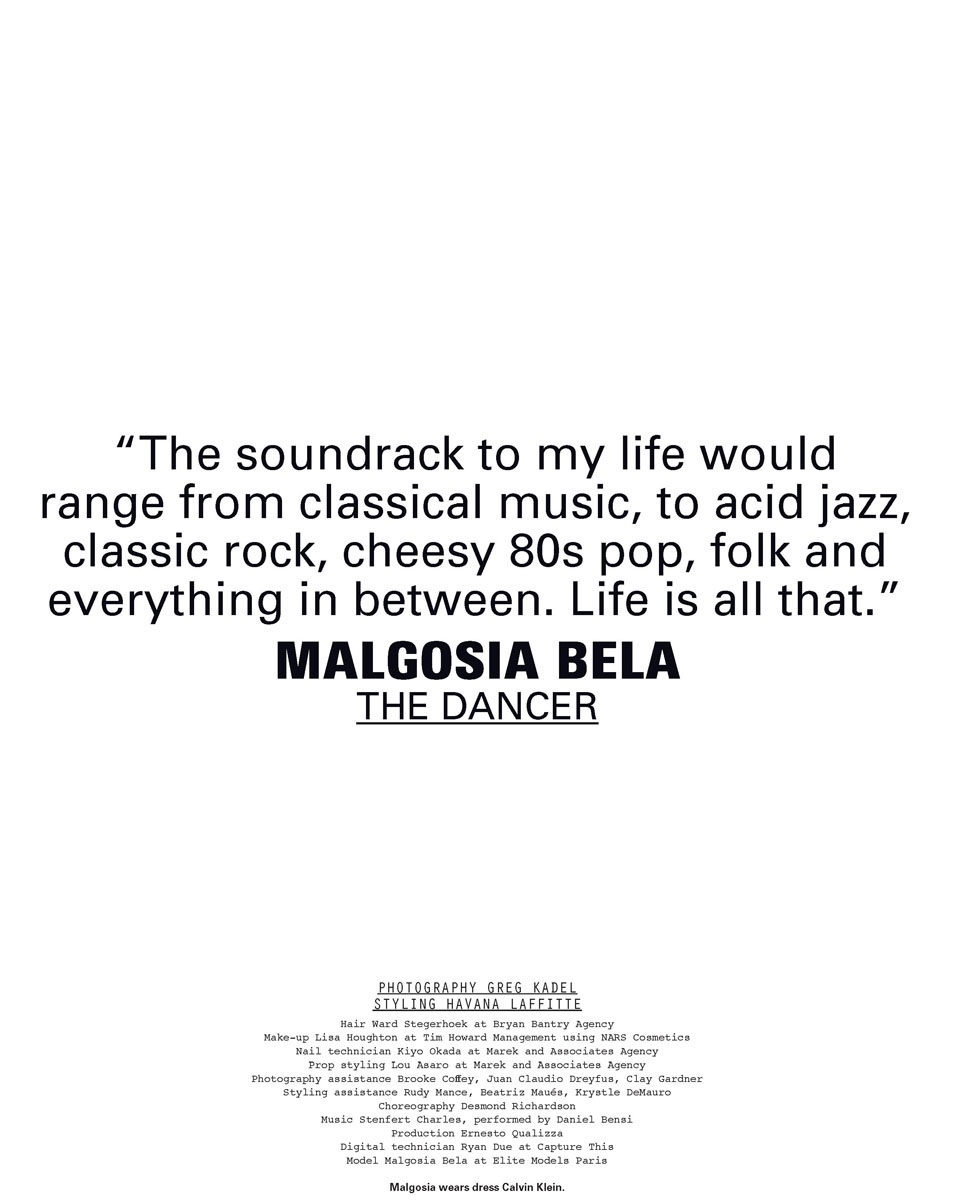 “The soundrack to my life would
range from classical music, to acid jazz,
classic rock, cheesy 80s pop, folk and
everything in between. Life is all that.”
MALGOSIA BELA
THE DANCER
PHOTOGRAPHY GREG KADEL
STYLING HAVANA LAFFITTE
Hair Ward Stegerhoek at Bryan Bantry Agency
Make-up Lisa Houghton at Tim Howard Management using NARS Cosmetics
Nail technician Kiyo Okada at Marek and Associates Agency
Prop styling Lou Asaro at Marek and Associates Agency
Photography assistance Brooke Coffey, Juan Claudio Dreyfus, Clay Gardner
Styling assistance Rudy Mance, Beatriz Maués, Krystle DeMauro
Choreography Desmond Richardson
Music Stenfert Charles, performed by Daniel Bensi
Production Ernesto Qualizza
Digital technician Ryan Due at Capture This
Model Malgosia Bela at Elite Models Paris
Malgosia wears dress Calvin Klein.